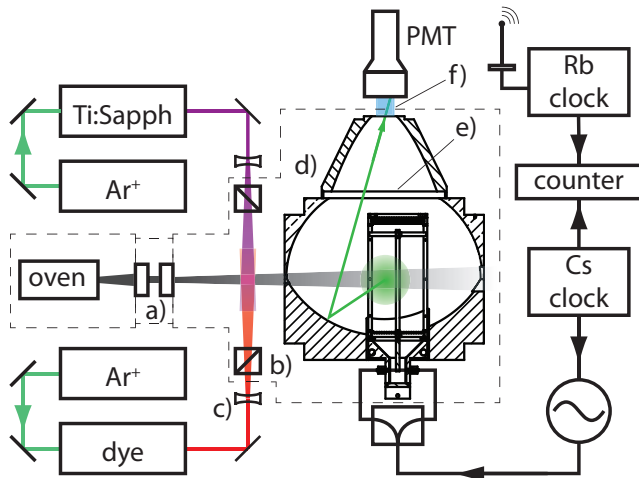 PMT
f)
Rb
clock
Ti:Sapph
e)
d)
Ar⁺
counter
oven
a)
Cs
clock
b)
Ar⁺
c)
dye